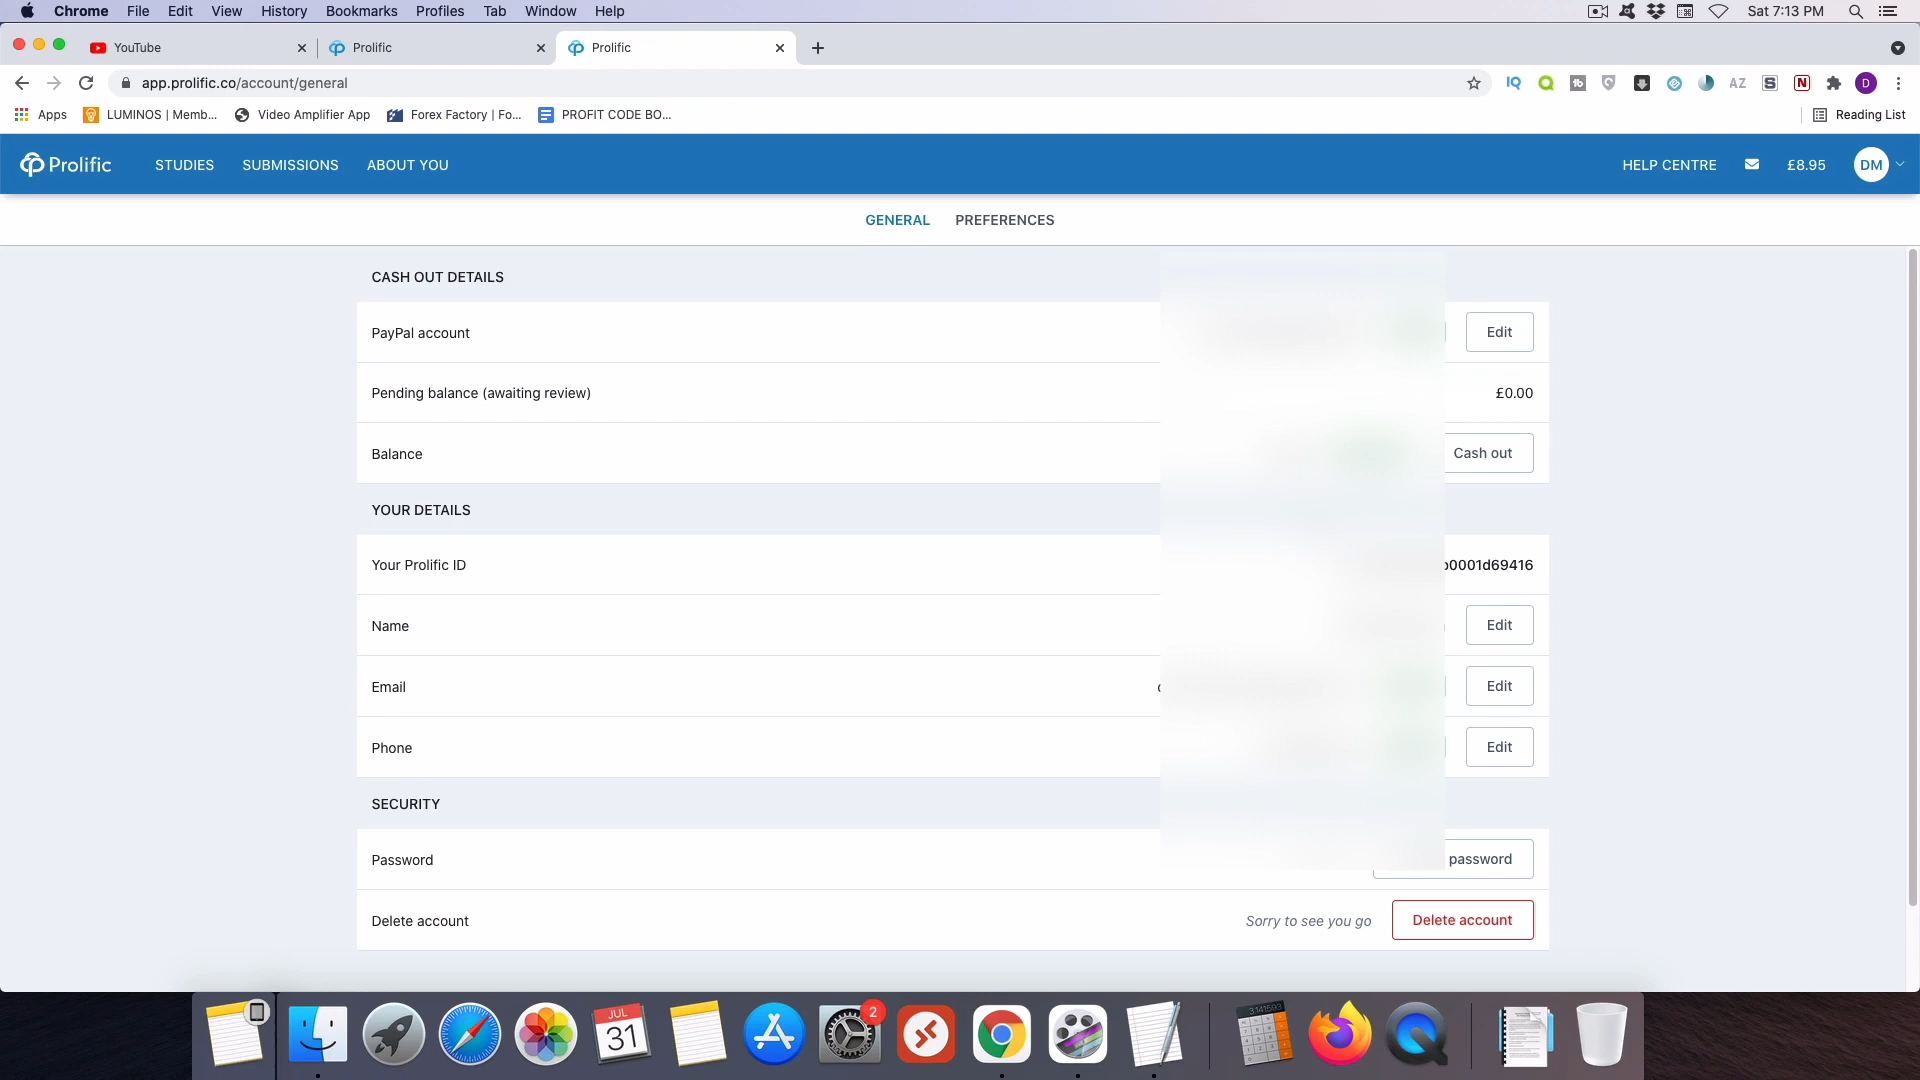 Chrome File Edit View History Bookmarks Profiles Tab Window Help Sat 7:13 PM
YouTube Prolific Prolific
app.prolific.co/account/general
Apps LUMINOS | Memb... Video Amplifier App Forex Factory | Fo... PROFIT CODE BO... Reading List
Prolific STUDIES SUBMISSIONS ABOUT YOU HELP CENTRE £8.95 DM
GENERAL PREFERENCES
CASH OUT DETAILS
PayPal account Edit
Pending balance (awaiting review) £0.00
Balance Cash out
YOUR DETAILS
Your Prolific ID 0001d69416
Name Edit
Email Edit
Phone Edit
SECURITY
Password password
Delete account Sorry to see you go Delete account
2
JUL
31